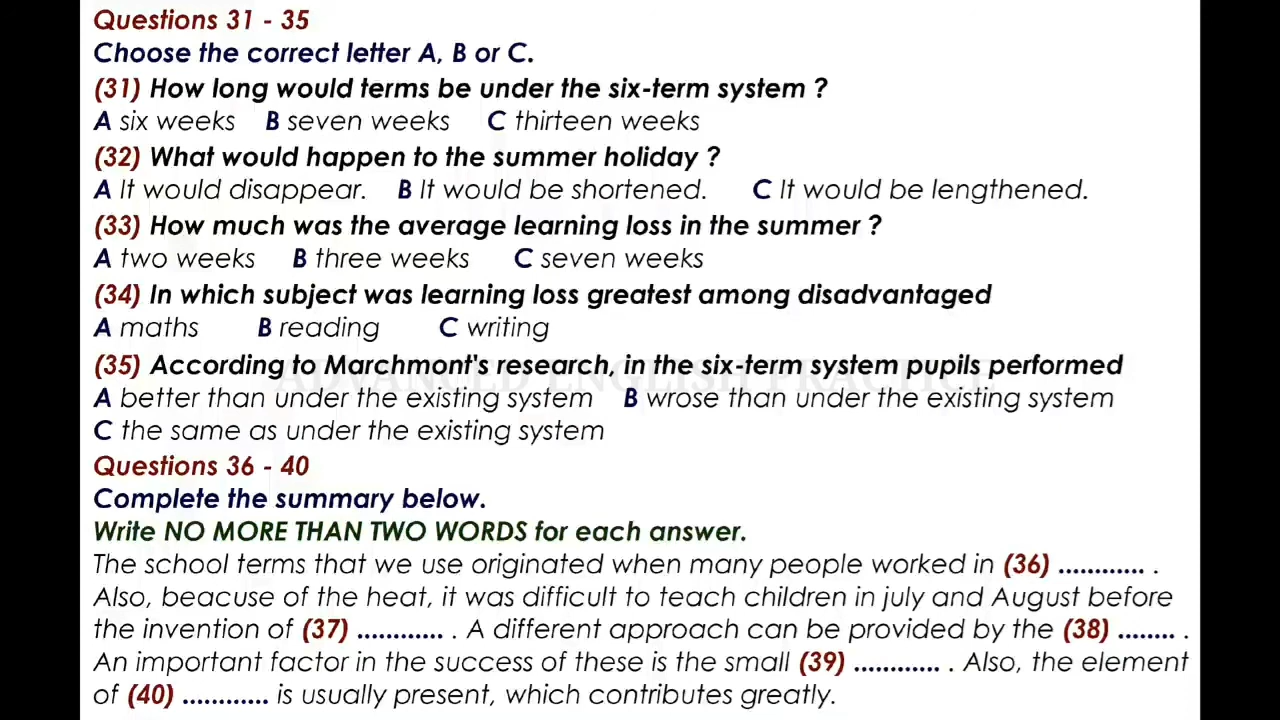 Questions 31 - 35
Choose the correct letter A, B or C.
(31) How long would terms be under the six-term system ?
A six weeks B seven weeks C thirteen weeks
(32) What would happen to the summer holiday ?
A It would disappear. B It would be shortened. C It would be lengthened.
(33) How much was the average learning loss in the summer ?
A two weeks B three weeks C seven weeks
(34) In which subject was learning loss greatest among disadvantaged
A maths B reading C writing
(35) According to Marchmont's research, in the six-term system pupils performed
ADVANCED ENGLISH PRACTICE
A better than under the existing system B wrose than under the existing system
C the same as under the existing system
Questions 36 - 40
Complete the summary below.
Write NO MORE THAN TWO WORDS for each answer.
The school terms that we use originated when many people worked in (36) ............ .
Also, beacuse of the heat, it was difficult to teach children in july and August before
the invention of (37) ............ . A different approach can be provided by the (38) ........ .
An important factor in the success of these is the small (39) ............ . Also, the element
of (40) ............ is usually present, which contributes greatly.